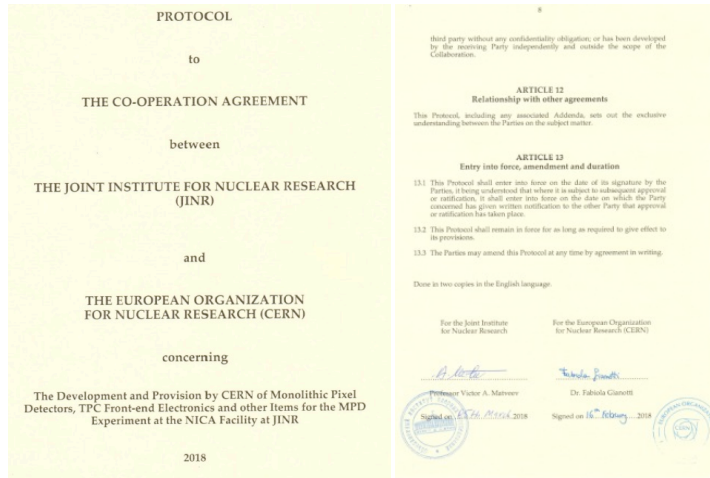 PROTOCOL
to
THE CO-OPERATION AGREEMENT
between
THE JOINT INSTITUTE FOR NUCLEAR RESEARCH
(JINR)
and
THE EUROPEAN ORGANIZATION
FOR NUCLEAR RESEARCH (CERN)
concerning
The Development and Provision by CERN of Monolithic Pixel
Detectors, TPC Front-end Electronics and other Items for the MPD
Experiment at the NICA Facility at JINR
2018
8
third party without any confidentiality obligation; or has been developed
by the receiving Party independently and outside the scope of the
Collaboration.
ARTICLE 12
Relationship with other agreements
This Protocol, including any associated Addenda, sets out the exclusive
understanding between the Parties on the subject matter.
ARTICLE 13
Entry into force, amendment and duration
13.1 This Protocol shall enter into force on the date of its signature by the
Parties, it being understood that where it is subject to subsequent approval
or ratification, it shall enter into force on the date on which the Party
concerned has given written notification to the other Party that approval
or ratification has taken place.
13.2 This Protocol shall remain in force for as long as required to give effect to
its provisions.
13.3 The Parties may amend this Protocol at any time by agreement in writing.
Done in two copies in the English language.
For the Joint Institute
for Nuclear Research
For the European Organization
for Nuclear Research (CERN)
Fabiola Gianotti
Professor Victor A. Matveev
Dr. Fabiola Gianotti
Signed on 2018
Signed on 16th February 2018
EUROPEAN ORGANIZ
CERN